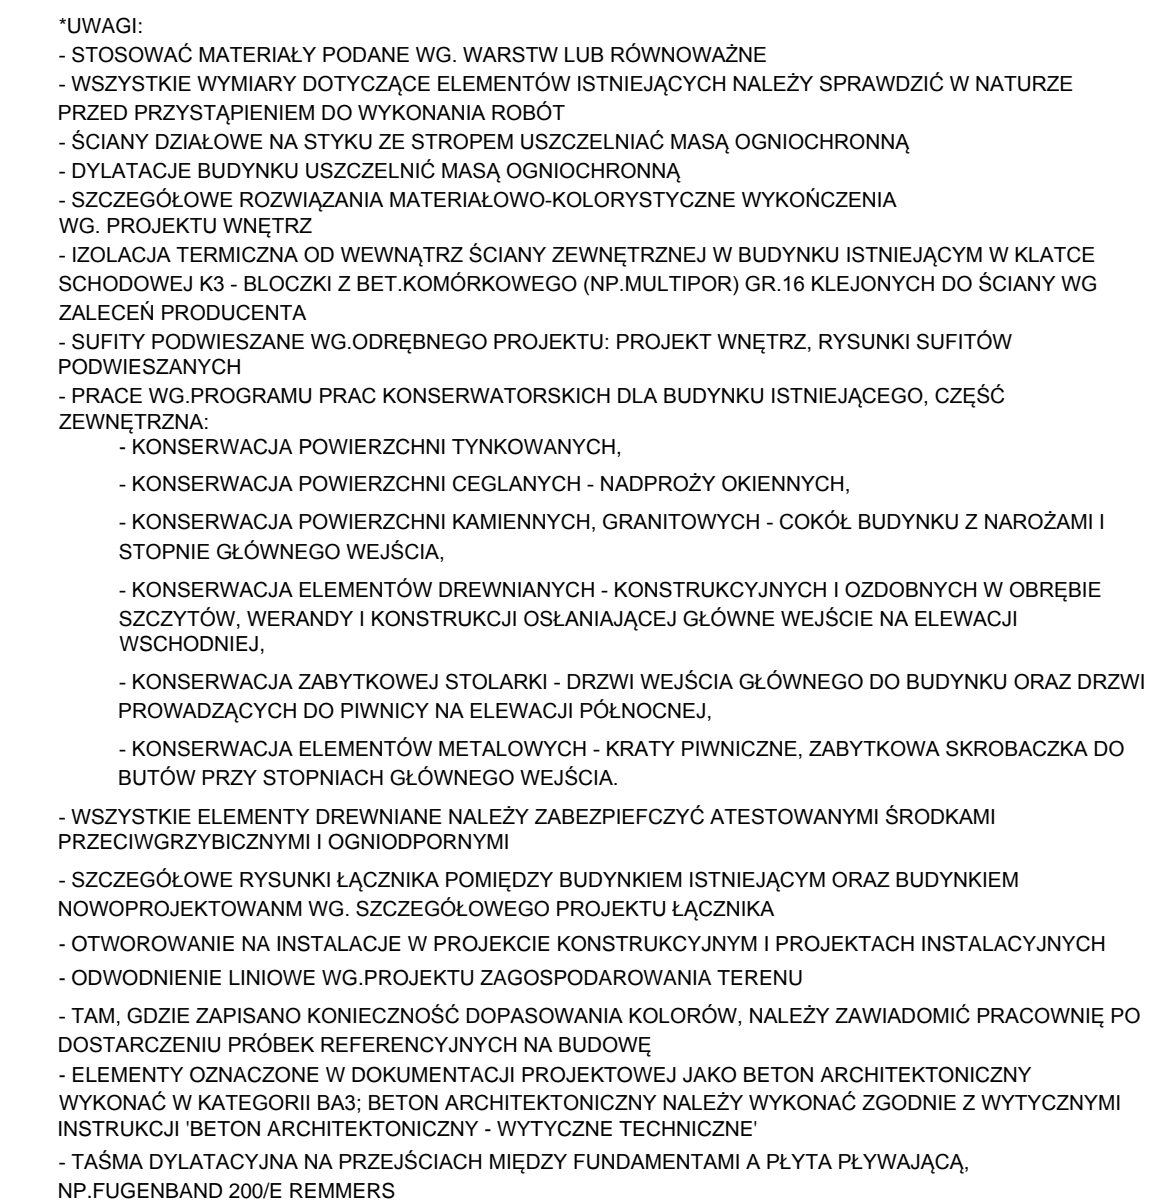 *UWAGI:
- STOSOWAĆ MATERIAŁY PODANE WG. WARSTW LUB RÓWNOWAŻNE
- WSZYSTKIE WYMIARY DOTYCZĄCE ELEMENTÓW ISTNIEJĄCYCH NALEŻY SPRAWDZIĆ W NATURZE
PRZED PRZYSTĄPIENIEM DO WYKONANIA ROBÓT
- ŚCIANY DZIAŁOWE NA STYKU ZE STROPEM USZCZELNIAĆ MASĄ OGNIOCHRONNĄ
- DYLATACJE BUDYNKU USZCZELNIĆ MASĄ OGNIOCHRONNĄ
- SZCZEGÓŁOWE ROZWIĄZANIA MATERIAŁOWO-KOLORYSTYCZNE WYKOŃCZENIA
WG. PROJEKTU WNĘTRZ
- IZOLACJA TERMICZNA OD WEWNĄTRZ ŚCIANY ZEWNĘTRZNEJ W BUDYNKU ISTNIEJĄCYM W KLATCE
SCHODOWEJ K3 - BLOCZKI Z BET.KOMÓRKOWEGO (NP.MULTIPOR) GR.16 KLEJONYCH DO ŚCIANY WG
ZALECEŃ PRODUCENTA
- SUFITY PODWIESZANE WG.ODRĘBNEGO PROJEKTU: PROJEKT WNĘTRZ, RYSUNKI SUFITÓW
PODWIESZANYCH
- PRACE WG.PROGRAMU PRAC KONSERWATORSKICH DLA BUDYNKU ISTNIEJĄCEGO, CZĘŚĆ
ZEWNĘTRZNA:
- KONSERWACJA POWIERZCHNI TYNKOWANYCH,
- KONSERWACJA POWIERZCHNI CEGLANYCH - NADPROŻY OKIENNYCH,
- KONSERWACJA POWIERZCHNI KAMIENNYCH, GRANITOWYCH - COKÓŁ BUDYNKU Z NAROŻAMI I
STOPNIE GŁÓWNEGO WEJŚCIA,
- KONSERWACJA ELEMENTÓW DREWNIANYCH - KONSTRUKCYJNYCH I OZDOBNYCH W OBRĘBIE
SZCZYTÓW, WERANDY I KONSTRUKCJI OSŁANIAJĄCEJ GŁÓWNE WEJŚCIE NA ELEWACJI
WSCHODNIEJ,
- KONSERWACJA ZABYTKOWEJ STOLARKI - DRZWI WEJŚCIA GŁÓWNEGO DO BUDYNKU ORAZ DRZWI
PROWADZĄCYCH DO PIWNICY NA ELEWACJI PÓŁNOCNEJ,
- KONSERWACJA ELEMENTÓW METALOWYCH - KRATY PIWNICZNE, ZABYTKOWA SKROBACZKA DO
BUTÓW PRZY STOPNIACH GŁÓWNEGO WEJŚCIA.
- WSZYSTKIE ELEMENTY DREWNIANE NALEŻY ZABEZPIEFCZYĆ ATESTOWANYMI ŚRODKAMI
PRZECIWGRZYBICZNYMI I OGNIODPORNYMI
- SZCZEGÓŁOWE RYSUNKI ŁĄCZNIKA POMIĘDZY BUDYNKIEM ISTNIEJĄCYM ORAZ BUDYNKIEM
NOWOPROJEKTOWANM WG. SZCZEGÓŁOWEGO PROJEKTU ŁĄCZNIKA
- OTWOROWANIE NA INSTALACJE W PROJEKCIE KONSTRUKCYJNYM I PROJEKTACH INSTALACYJNYCH
- ODWODNIENIE LINIOWE WG.PROJEKTU ZAGOSPODAROWANIA TERENU
- TAM, GDZIE ZAPISANO KONIECZNOŚĆ DOPASOWANIA KOLORÓW, NALEŻY ZAWIADOMIĆ PRACOWNIĘ PO
DOSTARCZENIU PRÓBEK REFERENCYJNYCH NA BUDOWĘ
- ELEMENTY OZNACZONE W DOKUMENTACJI PROJEKTOWEJ JAKO BETON ARCHITEKTONICZNY
WYKONAĆ W KATEGORII BA3; BETON ARCHITEKTONICZNY NALEŻY WYKONAĆ ZGODNIE Z WYTYCZNYMI
INSTRUKCJI 'BETON ARCHITEKTONICZNY - WYTYCZNE TECHNICZNE'
- TAŚMA DYLATACYJNA NA PRZEJŚCIACH MIĘDZY FUNDAMENTAMI A PŁYTA PŁYWAJĄCĄ,
NP.FUGENBAND 200/E REMMERS